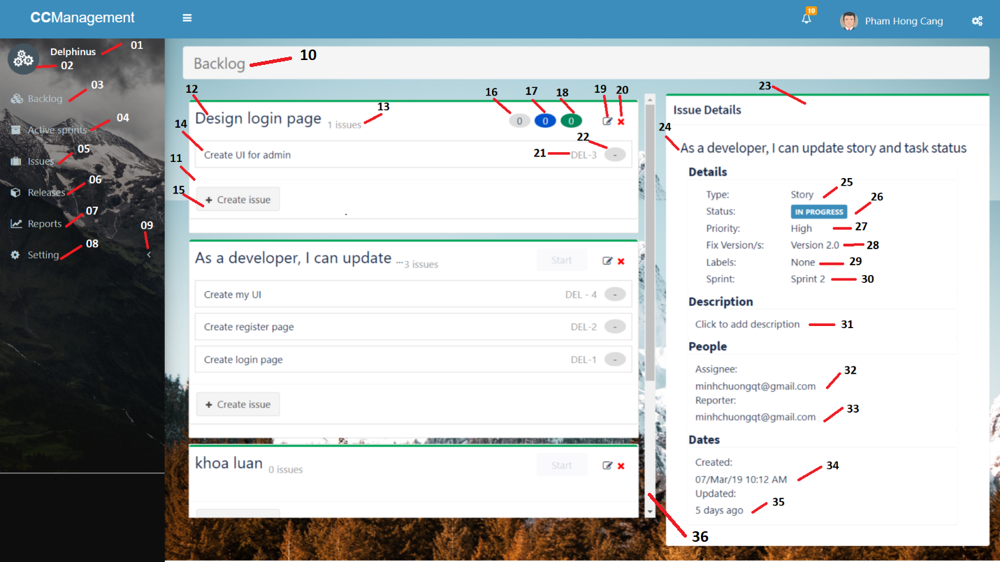 CCManagement
10
Pham Hong Cang
Delphinus
01
02
03
Backlog
04
Active sprints
05
Issues
06
Releases
07
Reports
08
09
Setting
Backlog
10
12
Design login page
1 issues
13
16
17
18
19
20
0
0
0
14
Create UI for admin
21
DEL-3
22
-
11
15
+ Create issue
As a developer, I can update ...
3 issues
Start
Create my UI
DEL - 4
-
Create register page
DEL-2
-
Create login page
DEL-1
-
+ Create issue
khoa luan
0 issues
Start
36
23
Issue Details
24
As a developer, I can update story and task status
Details
Type: Story
25
Status: IN PROGRESS
26
Priority: High
27
Fix Version/s: Version 2.0
28
Labels: None
29
Sprint: Sprint 2
30
Description
Click to add description
31
People
Assignee:
32
minhchuongqt@gmail.com
Reporter:
33
minhchuongqt@gmail.com
Dates
Created:
34
07/Mar/19 10:12 AM
Updated:
35
5 days ago